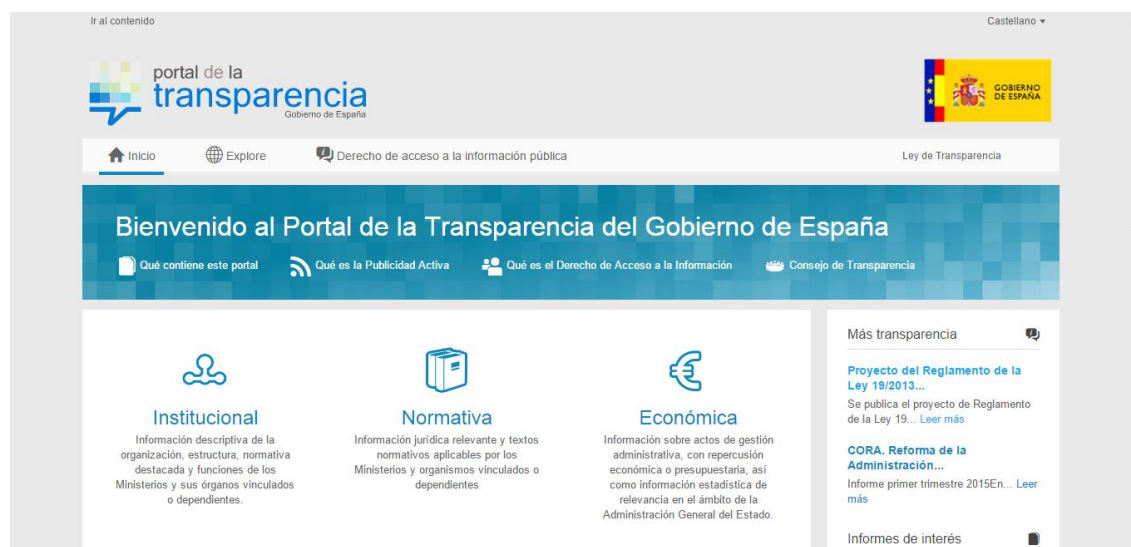 Ir al contenido
Castellano
portal de la
transparencia
Gobierno de España
GOBIERNO
DE ESPAÑA
Inicio
Explore
Derecho de acceso a la información pública
Ley de Transparencia
Bienvenido al Portal de la Transparencia del Gobierno de España
Qué contiene este portal
Qué es la Publicidad Activa
Qué es el Derecho de Acceso a la Información
Consejo de Transparencia
Institucional
Información descriptiva de la
organización, estructura, normativa
destacada y funciones de los
Ministerios y sus órganos vinculados
o dependientes.
Normativa
Información jurídica relevante y textos
normativos aplicables por los
Ministerios y organismos vinculados o
dependientes
Económica
Información sobre actos de gestión
administrativa, con repercusión
económica o presupuestaria, así
como información estadística de
relevancia en el ámbito de la
Administración General del Estado.
Más transparencia
Proyecto del Reglamento de la
Ley 19/2013...
Se publica el proyecto de Reglamento
de la Ley 19... Leer más
CORA. Reforma de la
Administración...
Informe primer trimestre 2015En... Leer
más
Informes de interés